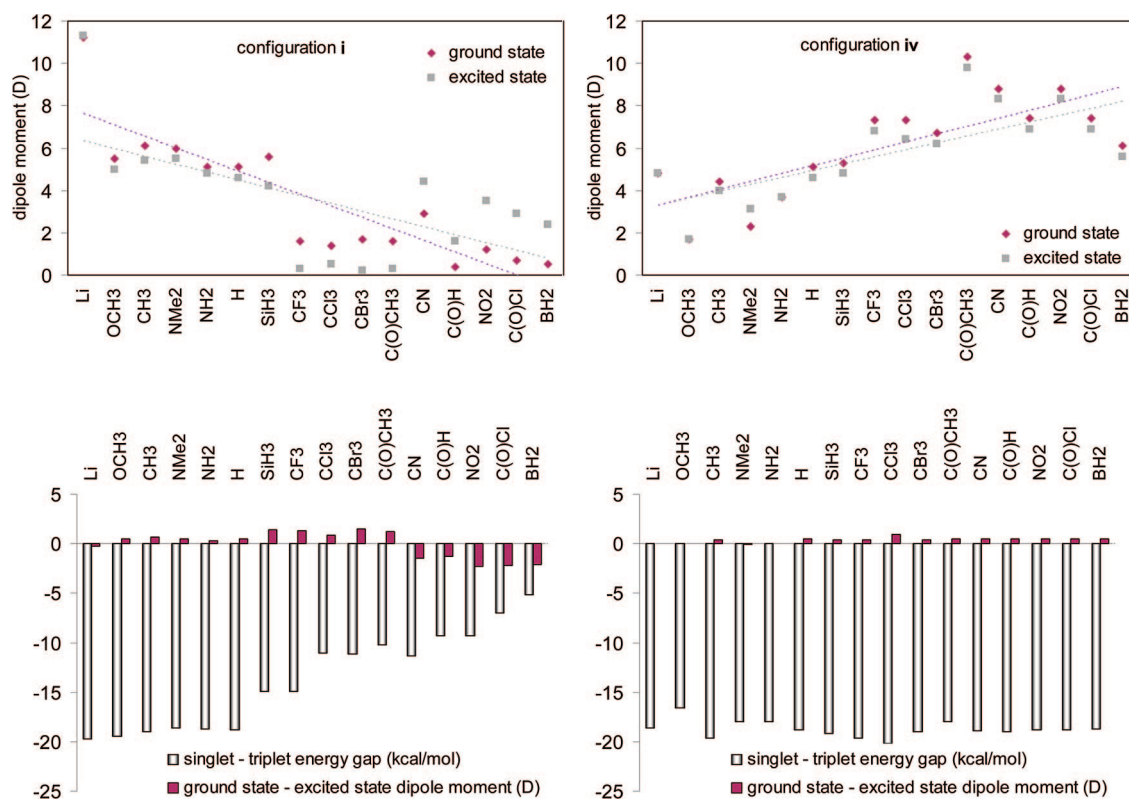 configuration i
ground state
excited state
dipole moment (D)
12
10
8
6
4
2
0
Li
OCH3
CH3
NMe2
NH2
H
SiH3
CF3
CCl3
CBr3
C(O)CH3
CN
C(O)H
NO2
C(O)Cl
BH2
configuration iv
ground state
excited state
dipole moment (D)
12
10
8
6
4
2
0
Li
OCH3
CH3
NMe2
NH2
H
SiH3
CF3
CCl3
CBr3
C(O)CH3
CN
C(O)H
NO2
C(O)Cl
BH2
Li
OCH3
CH3
NMe2
NH2
H
SiH3
CF3
CCl3
CBr3
C(O)CH3
CN
C(O)H
NO2
C(O)Cl
BH2
5
0
-5
-10
-15
-20
-25
singlet - triplet energy gap (kcal/mol)
ground state - excited state dipole moment (D)
Li
OCH3
CH3
NMe2
NH2
H
SiH3
CF3
CCl3
CBr3
C(O)CH3
CN
C(O)H
NO2
C(O)Cl
BH2
5
0
-5
-10
-15
-20
-25
singlet - triplet energy gap (kcal/mol)
ground state - excited state dipole moment (D)